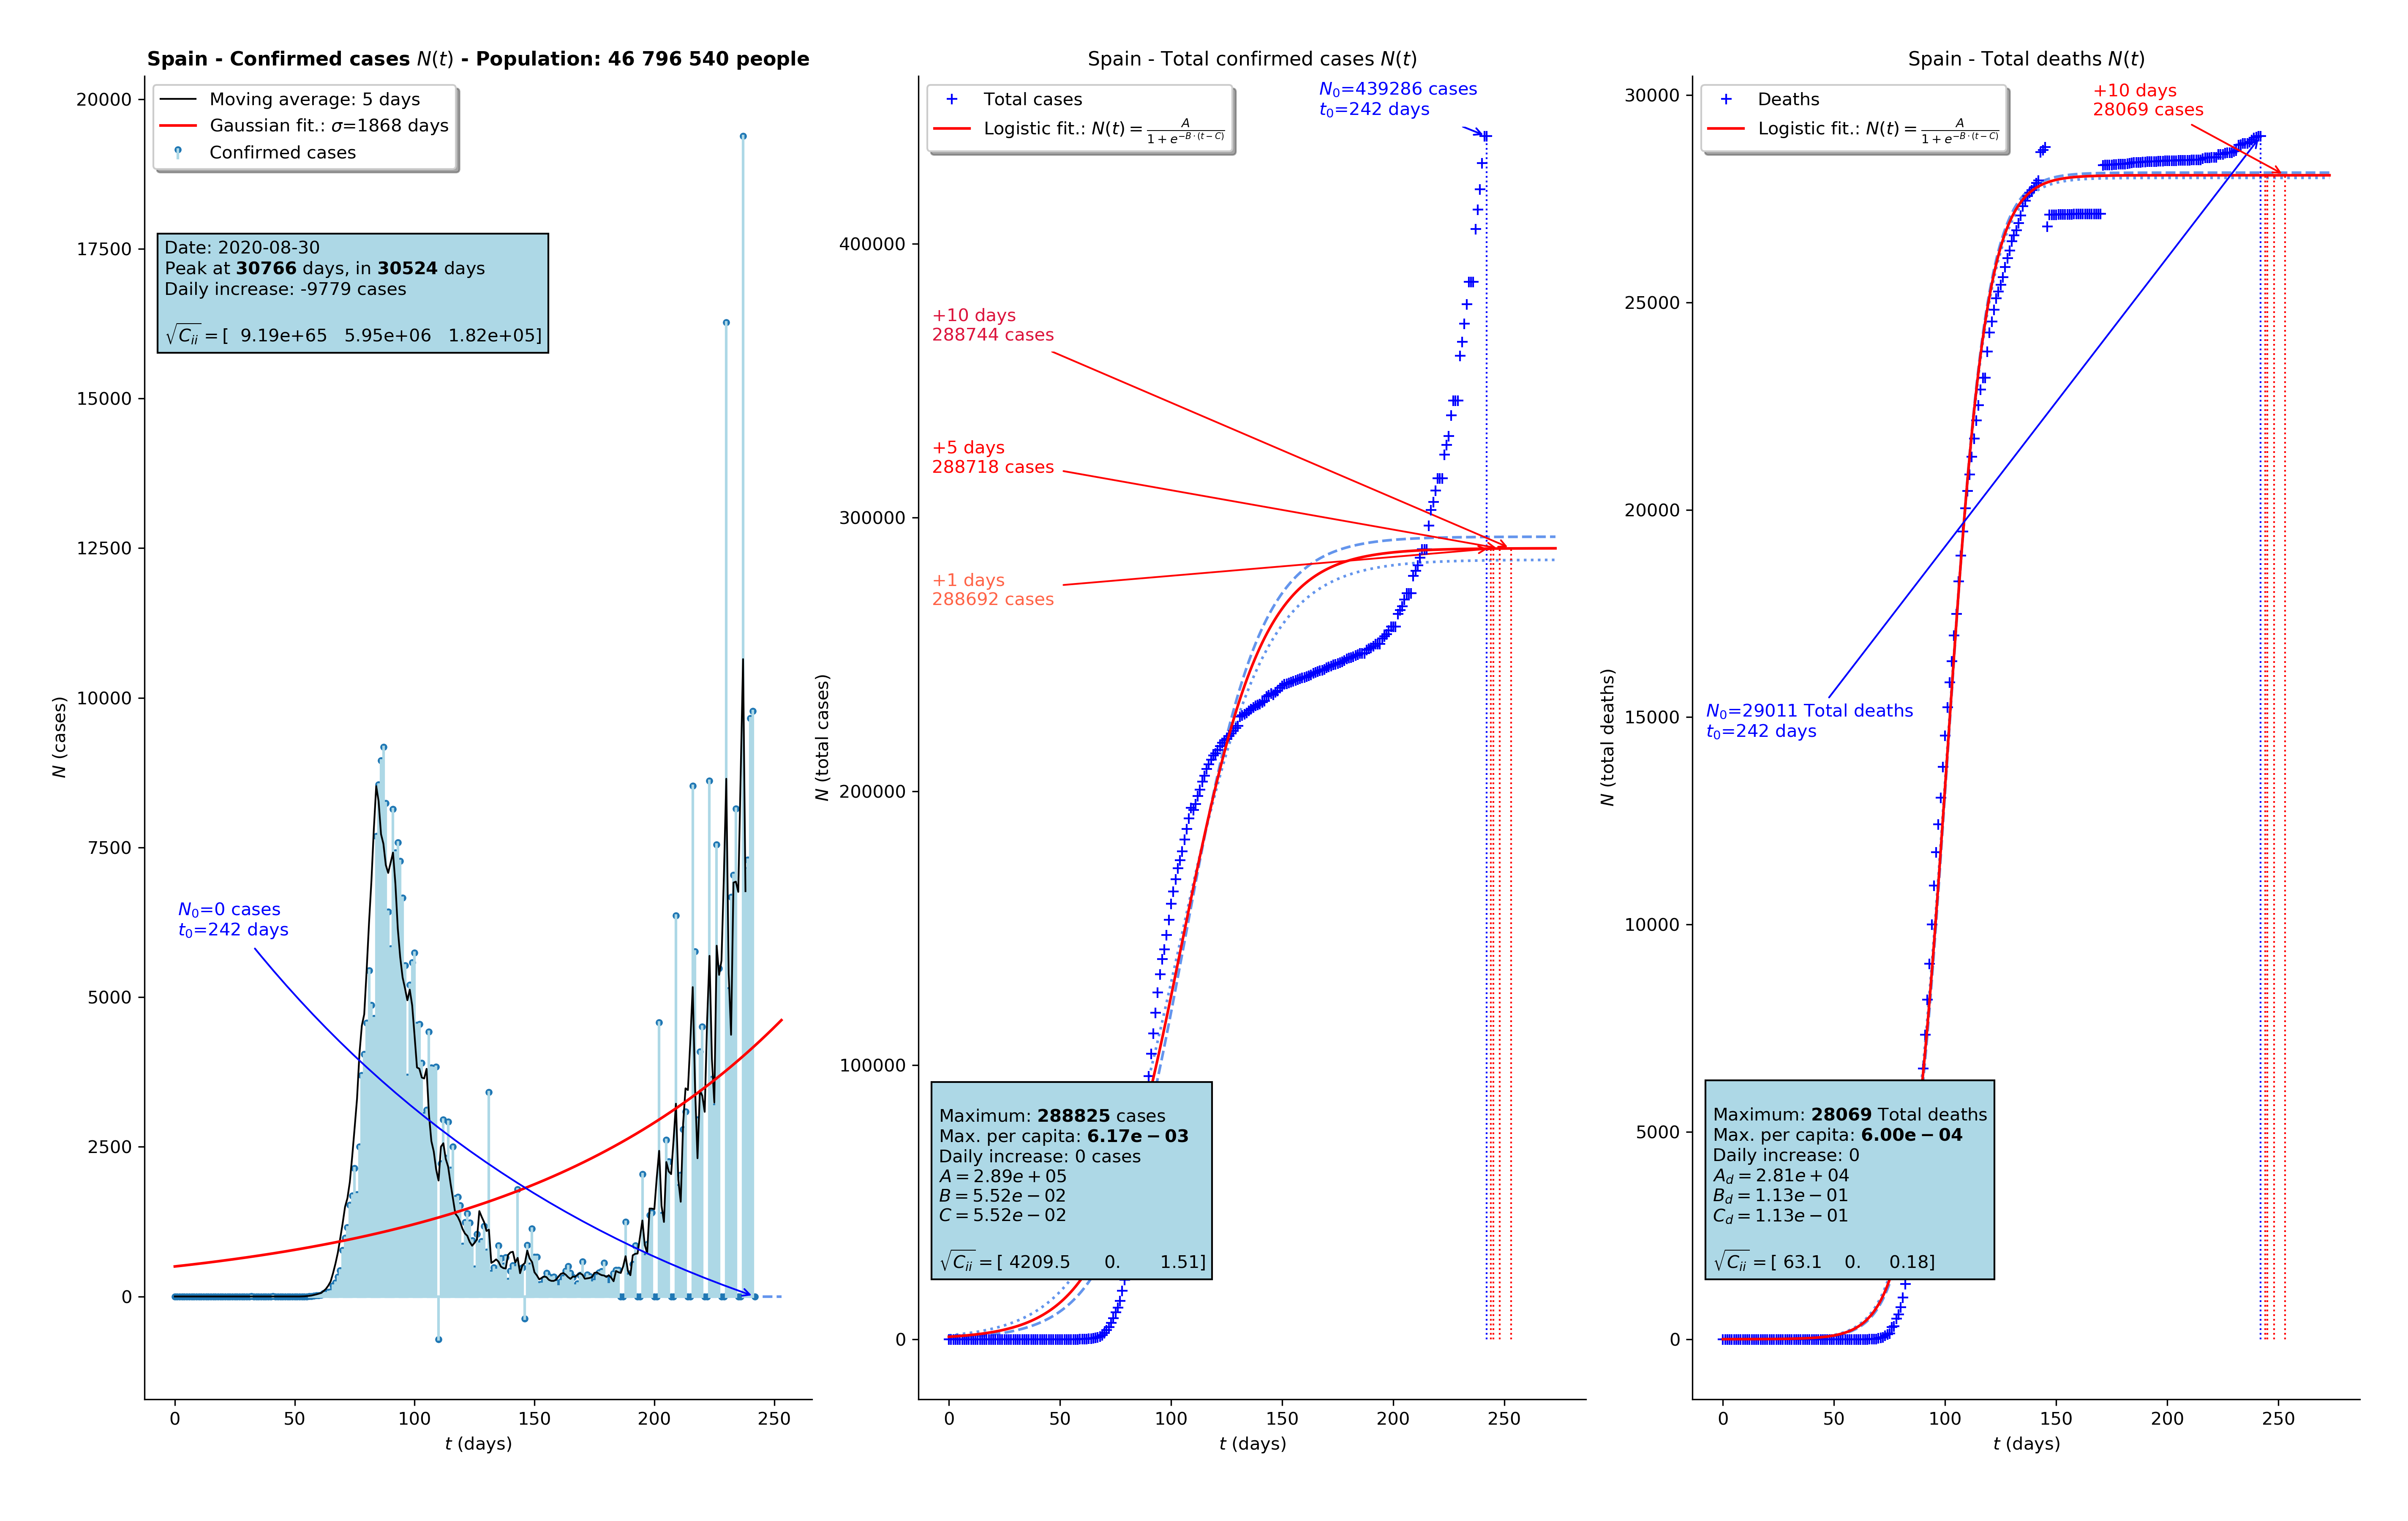 Spain - Confirmed cases N(t) - Population: 46 796 540 people
Moving average: 5 days
Gaussian fit.: σ=1868 days
Confirmed cases
Date: 2020-08-30
Peak at 30766 days, in 30524 days
Daily increase: -9779 cases
√C_ii = [ 9.19e+65 5.95e+06 1.82e+05]
N₀=0 cases
t₀=242 days
20000
17500
15000
12500
10000
7500
5000
2500
0
N (cases)
0 50 100 150 200 250
t (days)
Spain - Total confirmed cases N(t)
Total cases
Logistic fit.: N(t) = A / (1 + e^(−B·(t−C)))
N₀=439286 cases
t₀=242 days
+10 days
288744 cases
+5 days
288718 cases
+1 days
288692 cases
Maximum: 288825 cases
Max. per capita: 6.17e − 03
Daily increase: 0 cases
A = 2.89e + 05
B = 5.52e − 02
C = 5.52e − 02
√C_ii = [ 4209.5 0. 1.51]
400000
300000
200000
100000
0
N (total cases)
0 50 100 150 200 250
t (days)
Spain - Total deaths N(t)
Deaths
Logistic fit.: N(t) = A / (1 + e^(−B·(t−C)))
+10 days
28069 cases
N₀=29011 Total deaths
t₀=242 days
Maximum: 28069 Total deaths
Max. per capita: 6.00e − 04
Daily increase: 0
A_d = 2.81e + 04
B_d = 1.13e − 01
C_d = 1.13e − 01
√C_ii = [ 63.1 0. 0.18]
30000
25000
20000
15000
10000
5000
0
N (total deaths)
0 50 100 150 200 250
t (days)